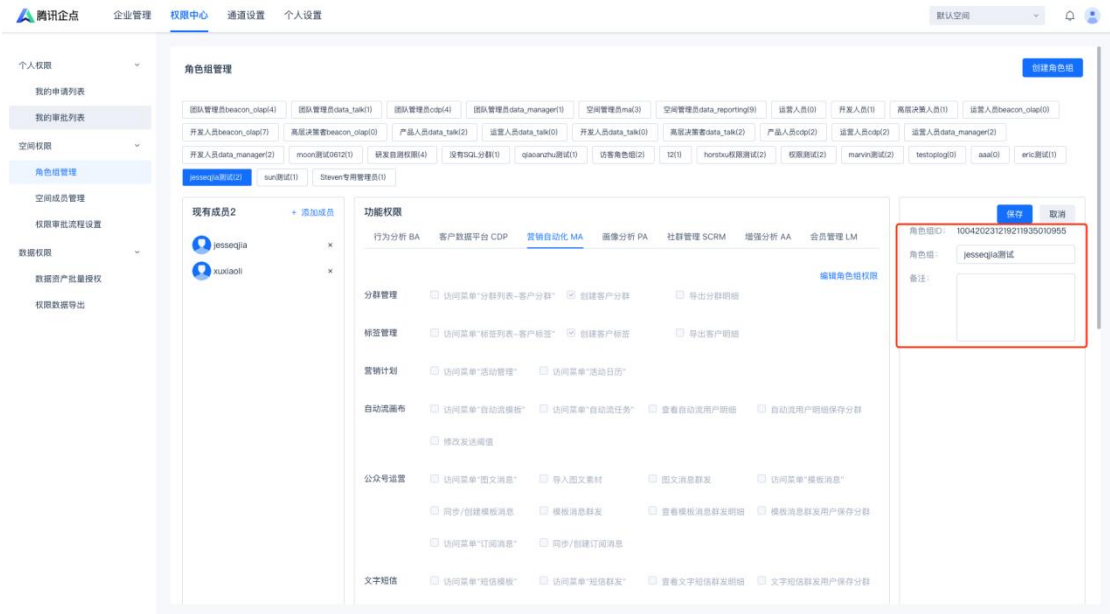 腾讯企点 企业管理 权限中心 通道设置 个人设置 默认空间
个人权限
我的申请列表
我的审批列表
空间权限
角色组管理
空间成员管理
权限审批流程设置
数据权限
数据资产批量授权
权限数据导出
角色组管理 创建角色组
团队管理员beacon_olap(4) 团队管理员data_talk(1) 团队管理员cdp(4) 团队管理员data_manager(1) 空间管理员ma(3) 空间管理员data_reporting(9) 运营人员(0) 开发人员(1) 高层决策人员(1) 运营人员beacon_olap(0)
开发人员beacon_olap(7) 高层决策者beacon_olap(0) 产品人员data_talk(2) 运营人员data_talk(0) 开发人员data_talk(0) 高层决策者data_talk(2) 产品人员cdp(2) 运营人员cdp(2) 运营人员data_manager(2)
开发人员data_manager(2) moon测试0612(1) 研发自测权限(4) 没有SQL分群(1) qiaoanzhu测试(1) 访客角色组(2) 12(1) horstxu权限测试(2) 权限测试(2) marvin测试(2) testoplog(0) aaa(0) eric测试(1)
jesseqjia测试(2) sun测试(1) Steven专用管理员(1)
现有成员2 + 添加成员
jesseqjia ×
xuxiaoli ×
功能权限
行为分析 BA 客户数据平台 CDP 营销自动化 MA 画像分析 PA 社群管理 SCRM 增强分析 AA 会员管理 LM
编辑角色组权限
分群管理 访问菜单"分群列表-客户分群" 创建客户分群 导出分群明细
标签管理 访问菜单"标签列表-客户标签" 创建客户标签 导出客户明细
营销计划 访问菜单"活动管理" 访问菜单"活动日历"
自动流画布 访问菜单"自动流模板" 访问菜单"自动流任务" 查看自动流用户明细 自动流用户明细保存分群
修改发送阈值
公众号运营 访问菜单"图文消息" 导入图文素材 图文消息群发 访问菜单"模板消息"
同步/创建模板消息 模板消息群发 查看模板消息群发明细 模板消息群发用户保存分群
访问菜单"订阅消息" 同步/创建订阅消息
文字短信 访问菜单"短信模板" 访问菜单"短信群发" 查看文字短信群发明细 文字短信群发用户保存分群
保存 取消
角色组ID: 1004202312192119350109​55
角色组: jesseqjia测试
备注: